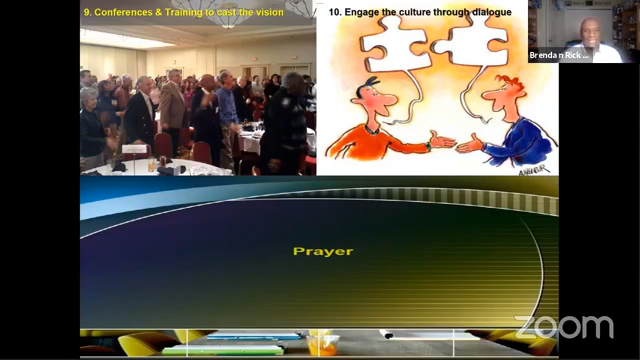 9. Conferences & Training to cast the vision
10. Engage the culture through dialogue
Brendan Rick ...
Prayer
zoom